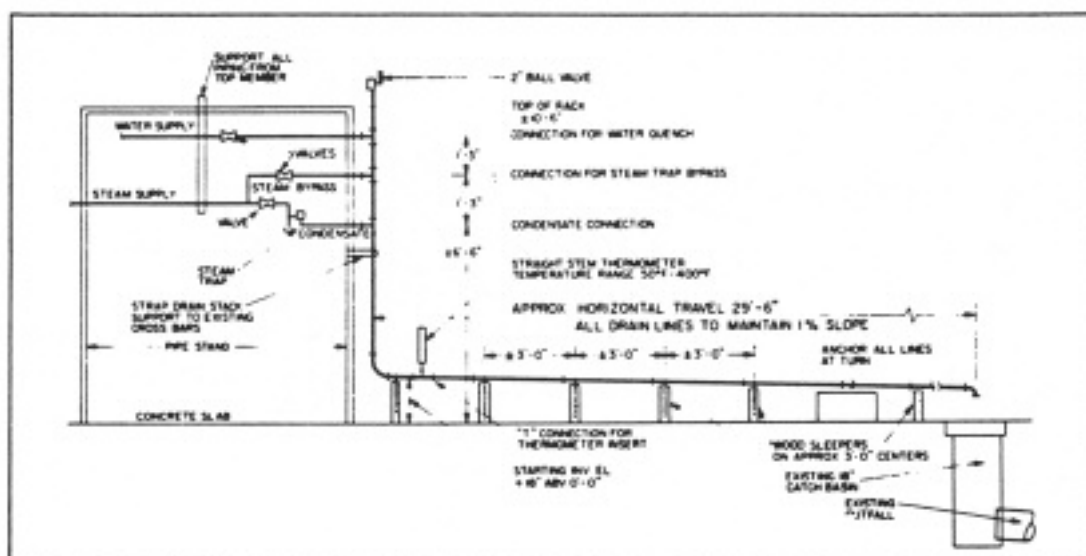 SUPPORT ALL
PIPING FROM
TOP MEMBER
2" BALL VALVE
TOP OF RACK
±10'-6"
WATER SUPPLY
CONNECTION FOR WATER QUENCH
1'-3"
VALVES
STEAM BYPASS
CONNECTION FOR STEAM TRAP BYPASS
STEAM SUPPLY
1'-3"
VALVE
CONDENSATE
CONDENSATE CONNECTION
±6'-6"
STEAM
TRAP
STRAIGHT STEM THERMOMETER
TEMPERATURE RANGE 50°F-400°F
STRAP DRAIN STACK
SUPPORT TO EXISTING
CROSS BARS
APPROX HORIZONTAL TRAVEL 29'-6"
ALL DRAIN LINES TO MAINTAIN 1% SLOPE
PIPE STAND
±3'-0"
±3'-0"
±3'-0"
ANCHOR ALL LINES
AT TURN
CONCRETE SLAB
"T" CONNECTION FOR
THERMOMETER INSERT
STARTING INV EL
+18" ABV 0'-0"
WOOD SLEEPERS
ON APPROX 3'-0" CENTERS
EXISTING 18"
CATCH BASIN
EXISTING
OUTFALL